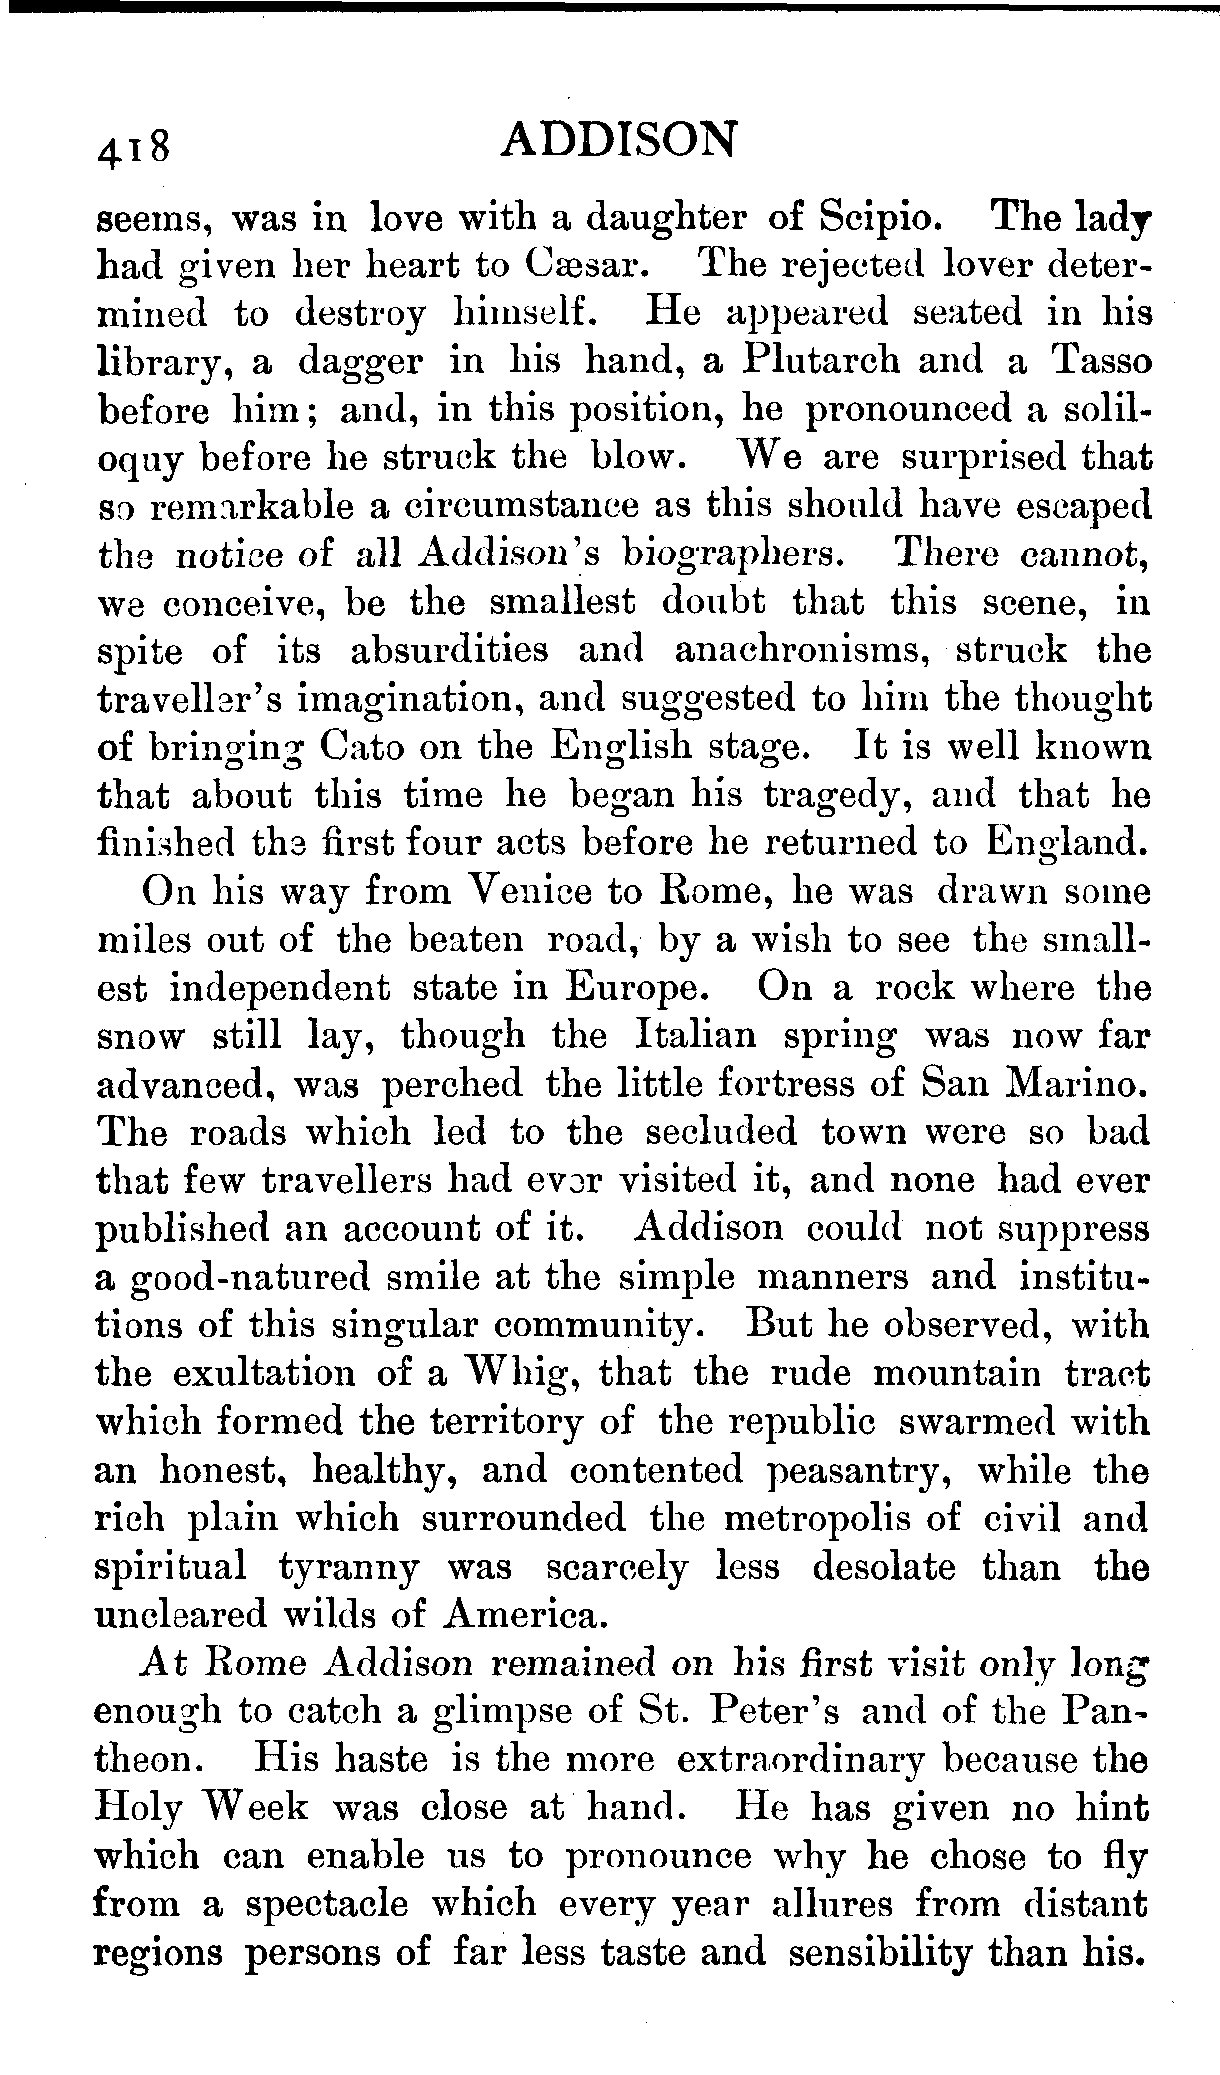 418 ADDISON
seems, was in love with a daughter of Scipio. The lady
had given her heart to Cæsar. The rejected lover deter-
mined to destroy himself. He appeared seated in his
library, a dagger in his hand, a Plutarch and a Tasso
before him; and, in this position, he pronounced a solil-
oquy before he struck the blow. We are surprised that
so remarkable a circumstance as this should have escaped
the notice of all Addison's biographers. There cannot,
we conceive, be the smallest doubt that this scene, in
spite of its absurdities and anachronisms, struck the
traveller's imagination, and suggested to him the thought
of bringing Cato on the English stage. It is well known
that about this time he began his tragedy, and that he
finished the first four acts before he returned to England.
On his way from Venice to Rome, he was drawn some
miles out of the beaten road, by a wish to see the small-
est independent state in Europe. On a rock where the
snow still lay, though the Italian spring was now far
advanced, was perched the little fortress of San Marino.
The roads which led to the secluded town were so bad
that few travellers had ever visited it, and none had ever
published an account of it. Addison could not suppress
a good-natured smile at the simple manners and institu-
tions of this singular community. But he observed, with
the exultation of a Whig, that the rude mountain tract
which formed the territory of the republic swarmed with
an honest, healthy, and contented peasantry, while the
rich plain which surrounded the metropolis of civil and
spiritual tyranny was scarcely less desolate than the
uncleared wilds of America.
At Rome Addison remained on his first visit only long
enough to catch a glimpse of St. Peter's and of the Pan-
theon. His haste is the more extraordinary because the
Holy Week was close at hand. He has given no hint
which can enable us to pronounce why he chose to fly
from a spectacle which every year allures from distant
regions persons of far less taste and sensibility than his.